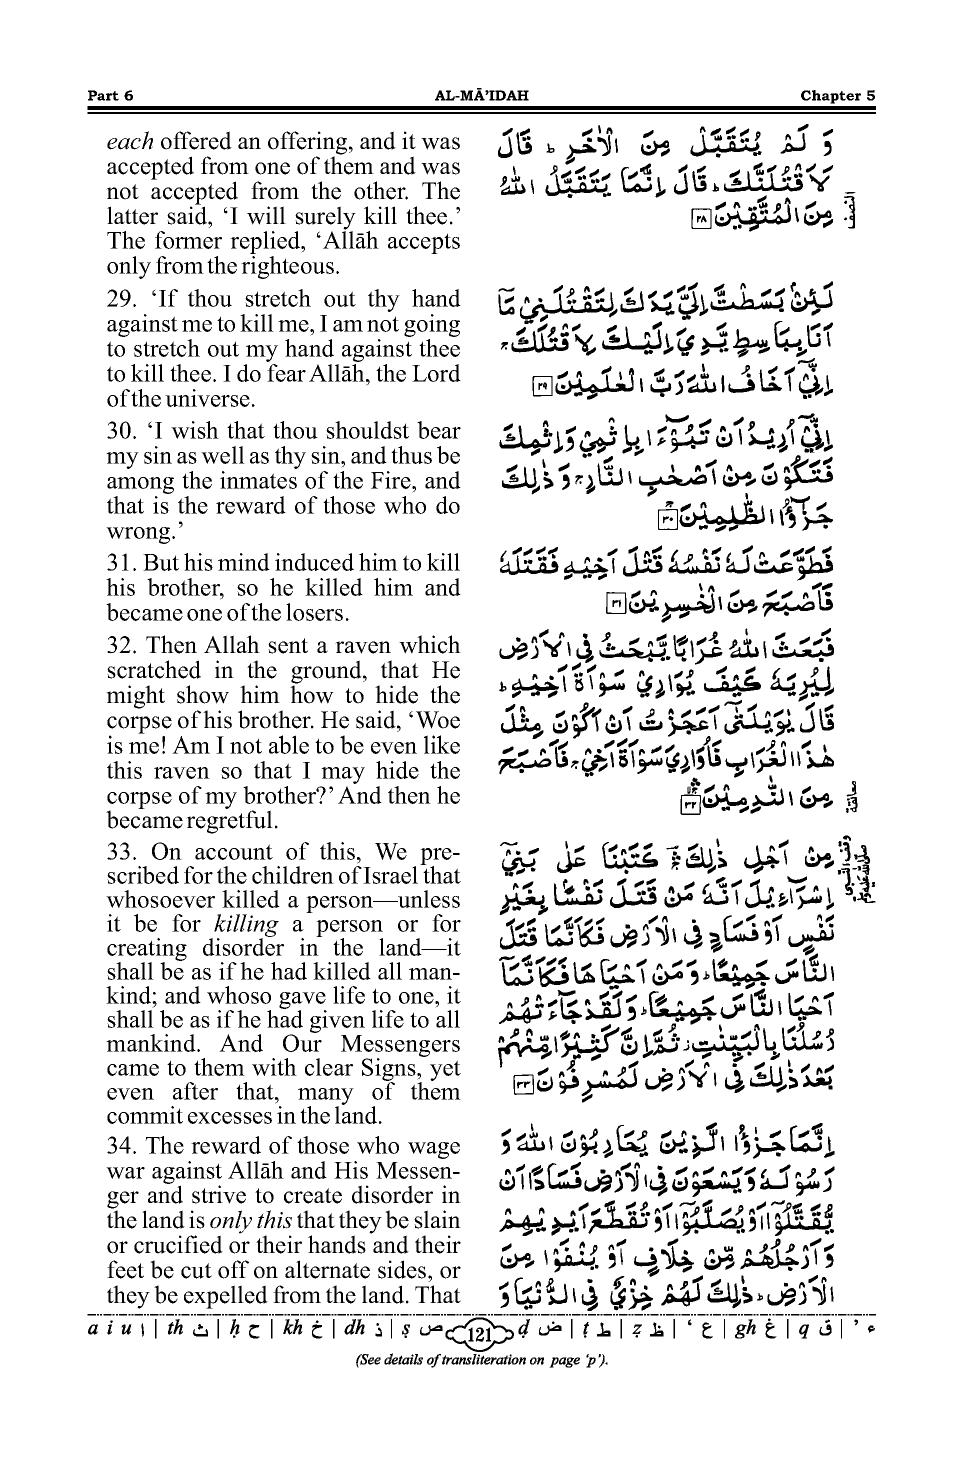 Part 6 AL-MĀ’IDAH Chapter 5
each offered an offering, and it was
accepted from one of them and was
not accepted from the other. The
latter said, ‘I will surely kill thee.’
The former replied, ‘Allāh accepts
only from the righteous.
29. ‘If thou stretch out thy hand
against me to kill me, I am not going
to stretch out my hand against thee
to kill thee. I do fear Allāh, the Lord
of the universe.
30. ‘I wish that thou shouldst bear
my sin as well as thy sin, and thus be
among the inmates of the Fire, and
that is the reward of those who do
wrong.’
31. But his mind induced him to kill
his brother, so he killed him and
became one of the losers.
32. Then Allah sent a raven which
scratched in the ground, that He
might show him how to hide the
corpse of his brother. He said, ‘Woe
is me! Am I not able to be even like
this raven so that I may hide the
corpse of my brother?’ And then he
became regretful.
33. On account of this, We pre-
scribed for the children of Israel that
whosoever killed a person—unless
it be for killing a person or for
creating disorder in the land—it
shall be as if he had killed all man-
kind; and whoso gave life to one, it
shall be as if he had given life to all
mankind. And Our Messengers
came to them with clear Signs, yet
even after that, many of them
commit excesses in the land.
34. The reward of those who wage
war against Allāh and His Messen-
ger and strive to create disorder in
the land is only this that they be slain
or crucified or their hands and their
feet be cut off on alternate sides, or
they be expelled from the land. That
وَ لَمْ يُتَقَبَّلْ مِنَ الْاٰخَرِ ؕ قَالَ
لَاَقْتُلَنَّكَ ؕ قَالَ اِنَّمَا يَتَقَبَّلُ اللّٰهُ
مِنَ الْمُتَّقِيْنَ ۲۸
النصف
لَئِنْۢ بَسَطْتَّ اِلَيَّ يَدَكَ لِتَقْتُلَنِيْ مَاۤ
اَنَا بِبَاسِطٍ يَّدِيَ اِلَيْكَ لِاَقْتُلَكَ ۚ
اِنِّيْۤ اَخَافُ اللّٰهَ رَبَّ الْعٰلَمِيْنَ ۲۹
اِنِّيْۤ اُرِيْدُ اَنْ تَبُوْٓءَا۟ بِاِثْمِيْ وَاِثْمِكَ
فَتَكُوْنَ مِنْ اَصْحٰبِ النَّارِ ۚ وَ ذٰلِكَ
جَزٰٓؤُا الظّٰلِمِيْنَ ۚ ۳۰
فَطَوَّعَتْ لَهٗ نَفْسُهٗ قَتْلَ اَخِيْهِ فَقَتَلَهٗ
فَاَصْبَحَ مِنَ الْخٰسِرِيْنَ ۳۱
فَبَعَثَ اللّٰهُ غُرَابًا يَّبْحَثُ فِي الْاَرْضِ
لِيُرِيَهٗ كَيْفَ يُوَارِيْ سَوْاَةَ اَخِيْهِ ؕ
قَالَ يٰوَيْلَتٰۤى اَعَجَزْتُ اَنْ اَكُوْنَ مِثْلَ
هٰذَا الْغُرَابِ فَاُوَارِيَ سَوْاَةَ اَخِيْ ۚ فَاَصْبَحَ
مِنَ النّٰدِمِيْنَ ۳۲
معانقة
مِنْ اَجْلِ ذٰلِكَ ۛ كَتَبْنَا عَلٰى بَنِيْۤ
اِسْرَآءِيْلَ اَنَّهٗ مَنْ قَتَلَ نَفْسًۢا بِغَيْرِ
نَفْسٍ اَوْ فَسَادٍ فِي الْاَرْضِ فَكَاَنَّمَا قَتَلَ
النَّاسَ جَمِيْعًا ؕ وَ مَنْ اَحْيَاهَا فَكَاَنَّمَاۤ
اَحْيَا النَّاسَ جَمِيْعًا ؕ وَ لَقَدْ جَآءَتْهُمْ
رُسُلُنَا بِالْبَيِّنٰتِ ؗ ثُمَّ اِنَّ كَثِيْرًا مِّنْهُمْ
بَعْدَ ذٰلِكَ فِي الْاَرْضِ لَمُسْرِفُوْنَ ۳۳
اِنَّمَا جَزٰٓؤُا الَّذِيْنَ يُحَارِبُوْنَ اللّٰهَ وَ
رَسُوْلَهٗ وَ يَسْعَوْنَ فِي الْاَرْضِ فَسَادًا اَنْ
يُّقَتَّلُوْۤا اَوْ يُصَلَّبُوْۤا اَوْ تُقَطَّعَ اَيْدِيْهِمْ
وَ اَرْجُلُهُمْ مِّنْ خِلَافٍ اَوْ يُنْفَوْا مِنَ
الْاَرْضِ ؕ ذٰلِكَ لَهُمْ خِزْيٌ فِي الدُّنْيَا وَ
a i u ا | th ث | ḥ ح | kh خ | dh ذ | ṣ ص 121 ḍ ض | ṭ ط | ẓ ظ | ‘ ع | gh غ | q ق | ’ ء
(See details of transliteration on page ‘p’).